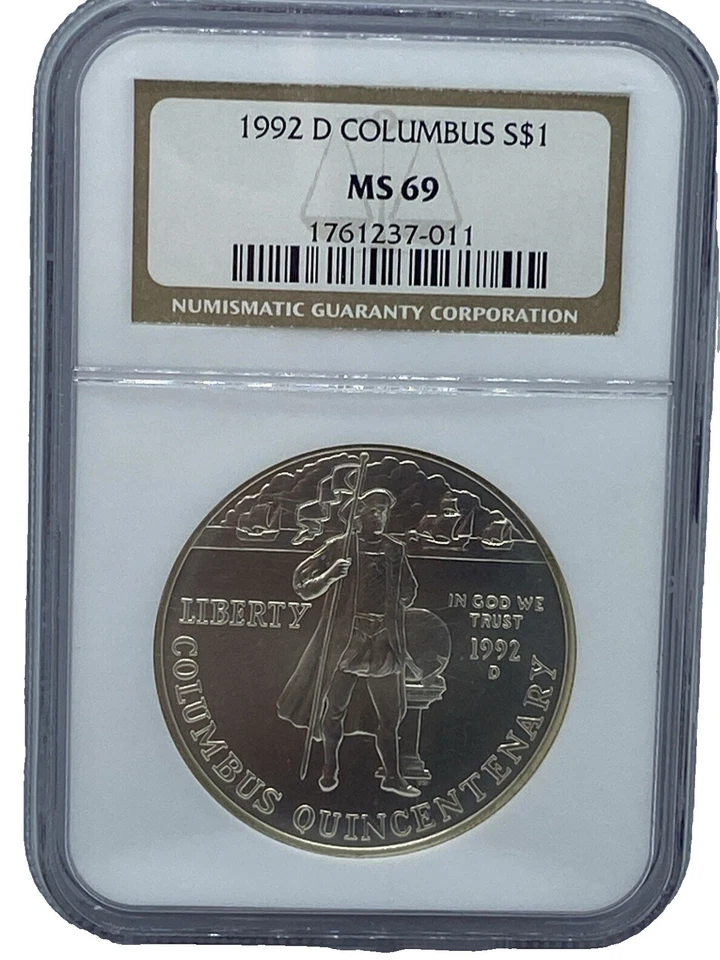 1992 D COLUMBUS S$1
MS 69
1761237-011
NUMISMATIC GUARANTY CORPORATION
LIBERTY
IN GOD WE
TRUST
1992
D
COLUMBUS QUINCENTENARY